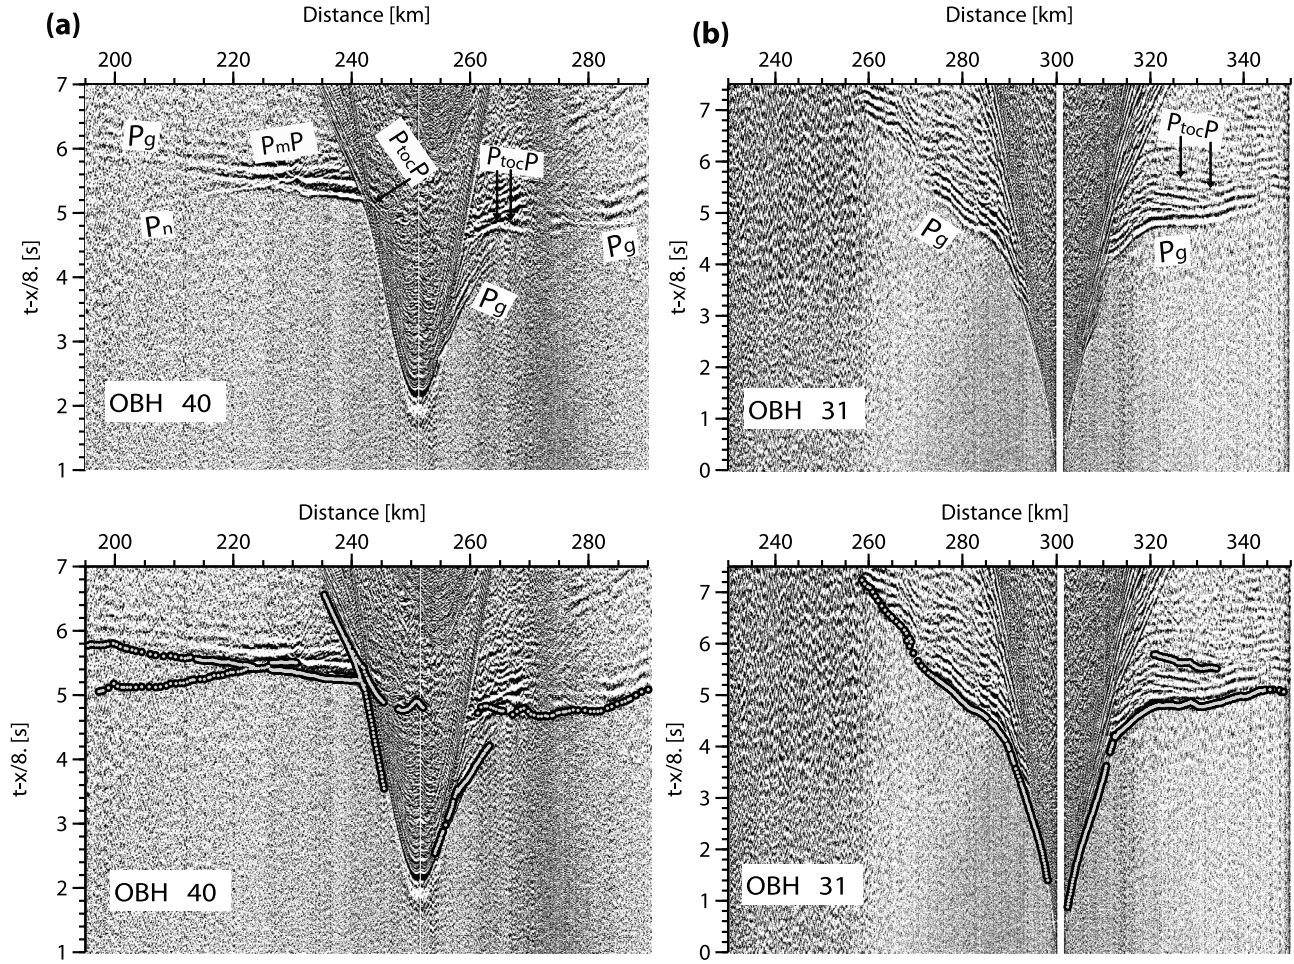 (a)
Distance [km]
200 220 240 260 280
7
6
5
4
3
2
1
t-x/8. [s]
Pg
PmP
PtocP
PtocP
Pn
Pg
Pg
OBH 40
(b)
Distance [km]
240 260 280 300 320 340
7
6
5
4
3
2
1
0
t-x/8. [s]
PtocP
Pg
Pg
OBH 31
Distance [km]
200 220 240 260 280
7
6
5
4
3
2
1
t-x/8. [s]
OBH 40
Distance [km]
240 260 280 300 320 340
7
6
5
4
3
2
1
0
t-x/8. [s]
OBH 31